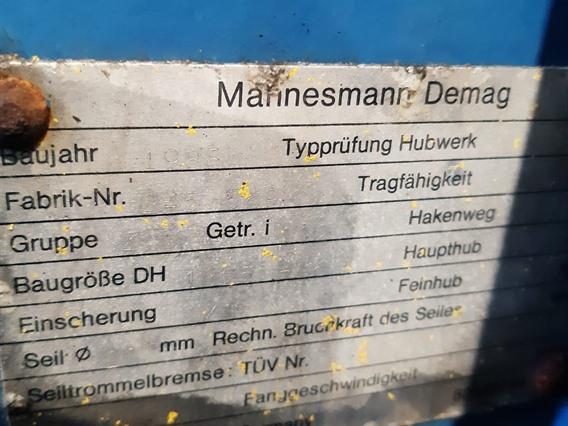 Mannesmann Demag
Baujahr Typprüfung Hubwerk
Fabrik-Nr. Tragfähigkeit
Gruppe Getr. i Hakenweg
Baugröße DH Haupthub
Einscherung Feinhub
Seil Ø mm Rechn. Bruchkraft des Seiles
Seiltrommelbremse: TÜV Nr.
Fanggeschwindigkeit